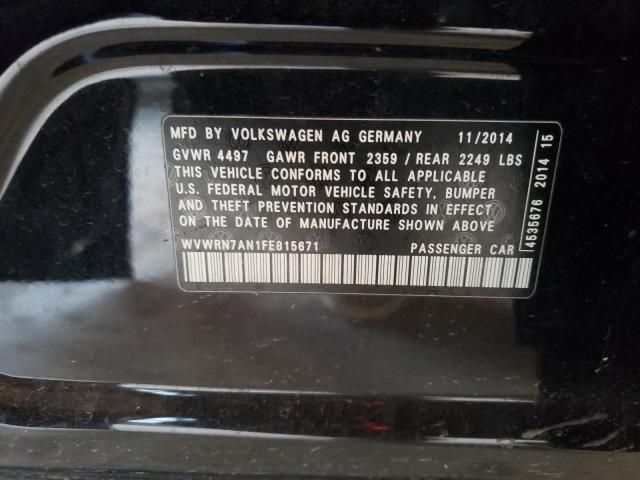 MFD BY VOLKSWAGEN AG GERMANY 11/2014
GVWR 4497 GAWR FRONT 2359 / REAR 2249 LBS
THIS VEHICLE CONFORMS TO ALL APPLICABLE
U.S. FEDERAL MOTOR VEHICLE SAFETY, BUMPER
AND THEFT PREVENTION STANDARDS IN EFFECT
ON THE DATE OF MANUFACTURE SHOWN ABOVE
WVWRN7AN1FE815671 PASSENGER CAR
4535676 2014 15